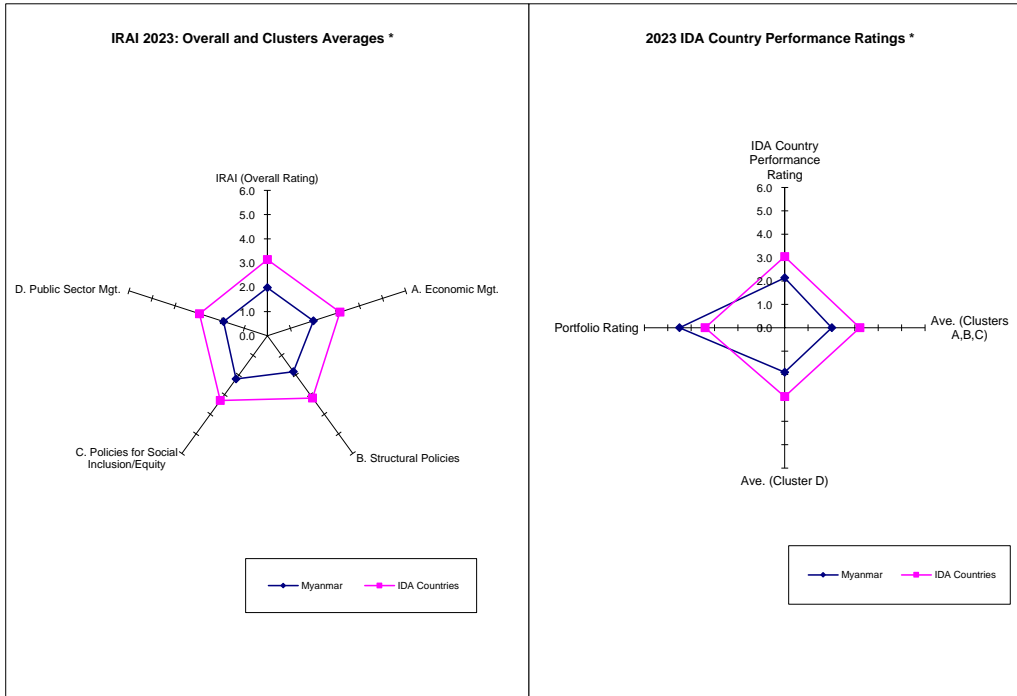 IRAI 2023: Overall and Clusters Averages *
IRAI (Overall Rating)
6.0
5.0
4.0
3.0
2.0
1.0
0.0
A. Economic Mgt.
B. Structural Policies
C. Policies for Social
Inclusion/Equity
D. Public Sector Mgt.
Myanmar
IDA Countries
2023 IDA Country Performance Ratings *
IDA Country
Performance
Rating
6.0
5.0
4.0
3.0
2.0
1.0
0.0
Ave. (Clusters
A,B,C)
Ave. (Cluster D)
Portfolio Rating
Myanmar
IDA Countries